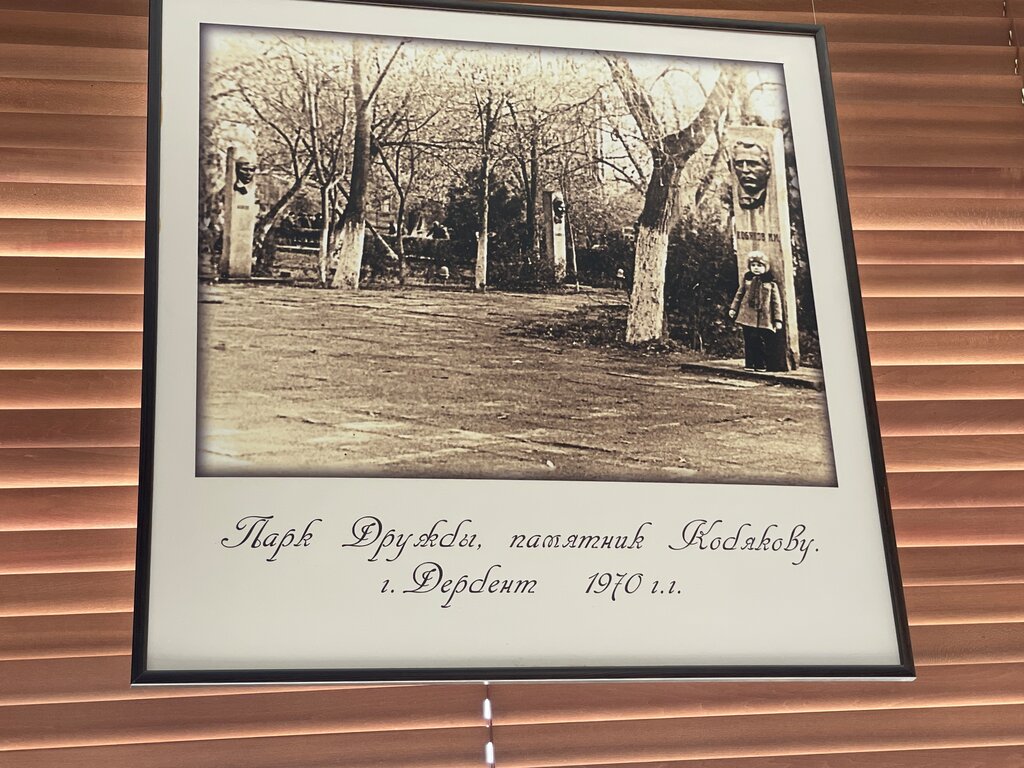 Парк Дружбы, памятник Кобякову.
г. Дербент 1970 г.г.